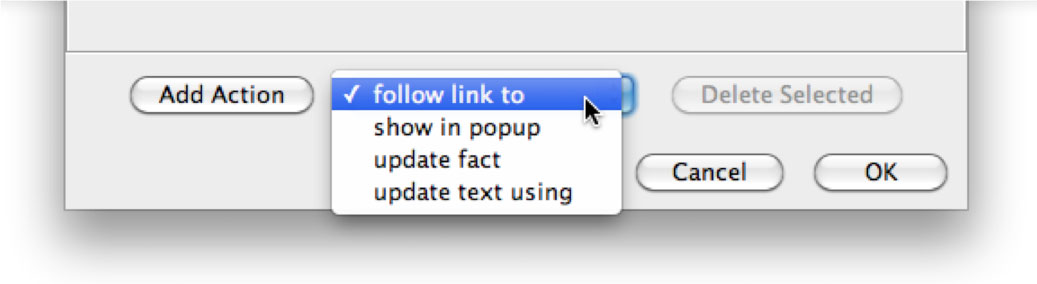 Add Action
✓ follow link to
Delete Selected
show in popup
update fact
update text using
Cancel
OK